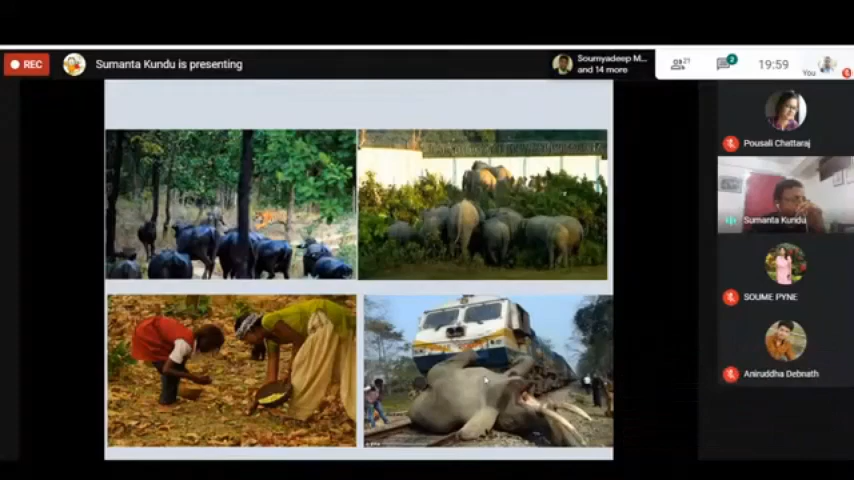 REC
Sumanta Kundu is presenting
Soumyadeep M...
and 14 more
21
2
19:59
You
Pousali Chattaraj
Sumanta Kundu
SOUME PYNE
Aniruddha Debnath